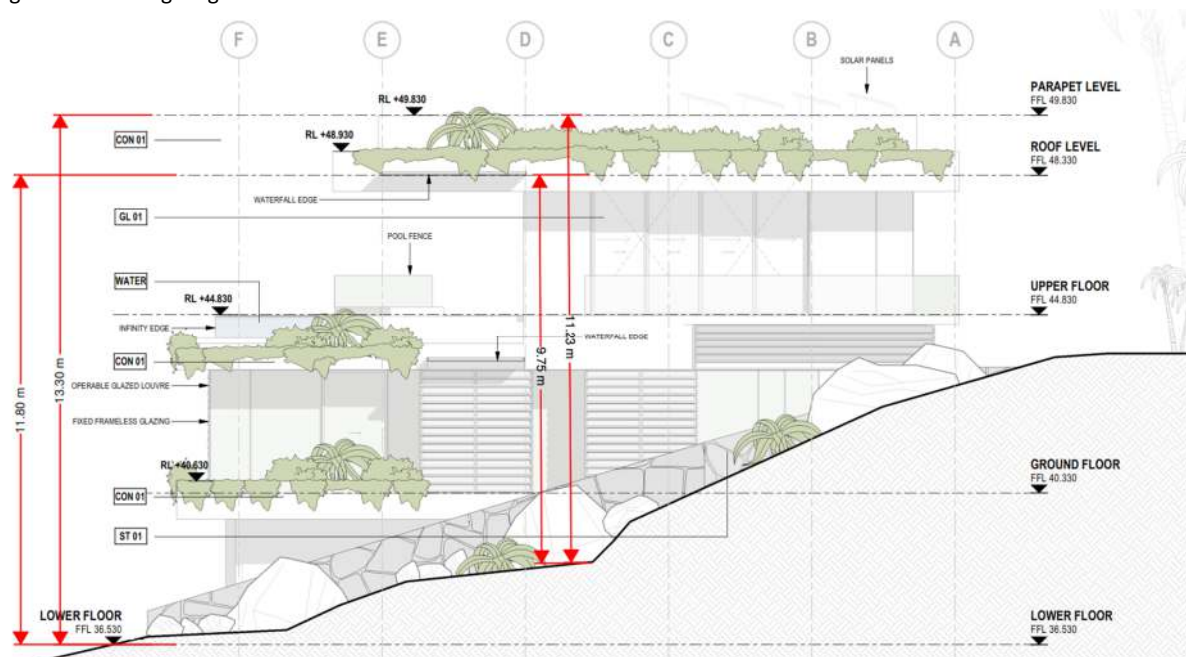 F E D C B A
SOLAR PANELS
PARAPET LEVEL
FFL 49.830
RL +49.830
CON 01
RL +48.930
ROOF LEVEL
FFL 48.330
WATERFALL EDGE
GL 01
POOL FENCE
WATER
RL +44.830
UPPER FLOOR
FFL 44.830
INFINITY EDGE
WATERFALL EDGE
CON 01
OPERABLE GLAZED LOUVRE
FIXED FRAMELESS GLAZING
11.80 m
13.30 m
9.75 m
11.23 m
RL +40.630
GROUND FLOOR
FFL 40.330
CON 01
ST 01
LOWER FLOOR
FFL 36.530
LOWER FLOOR
FFL 36.530